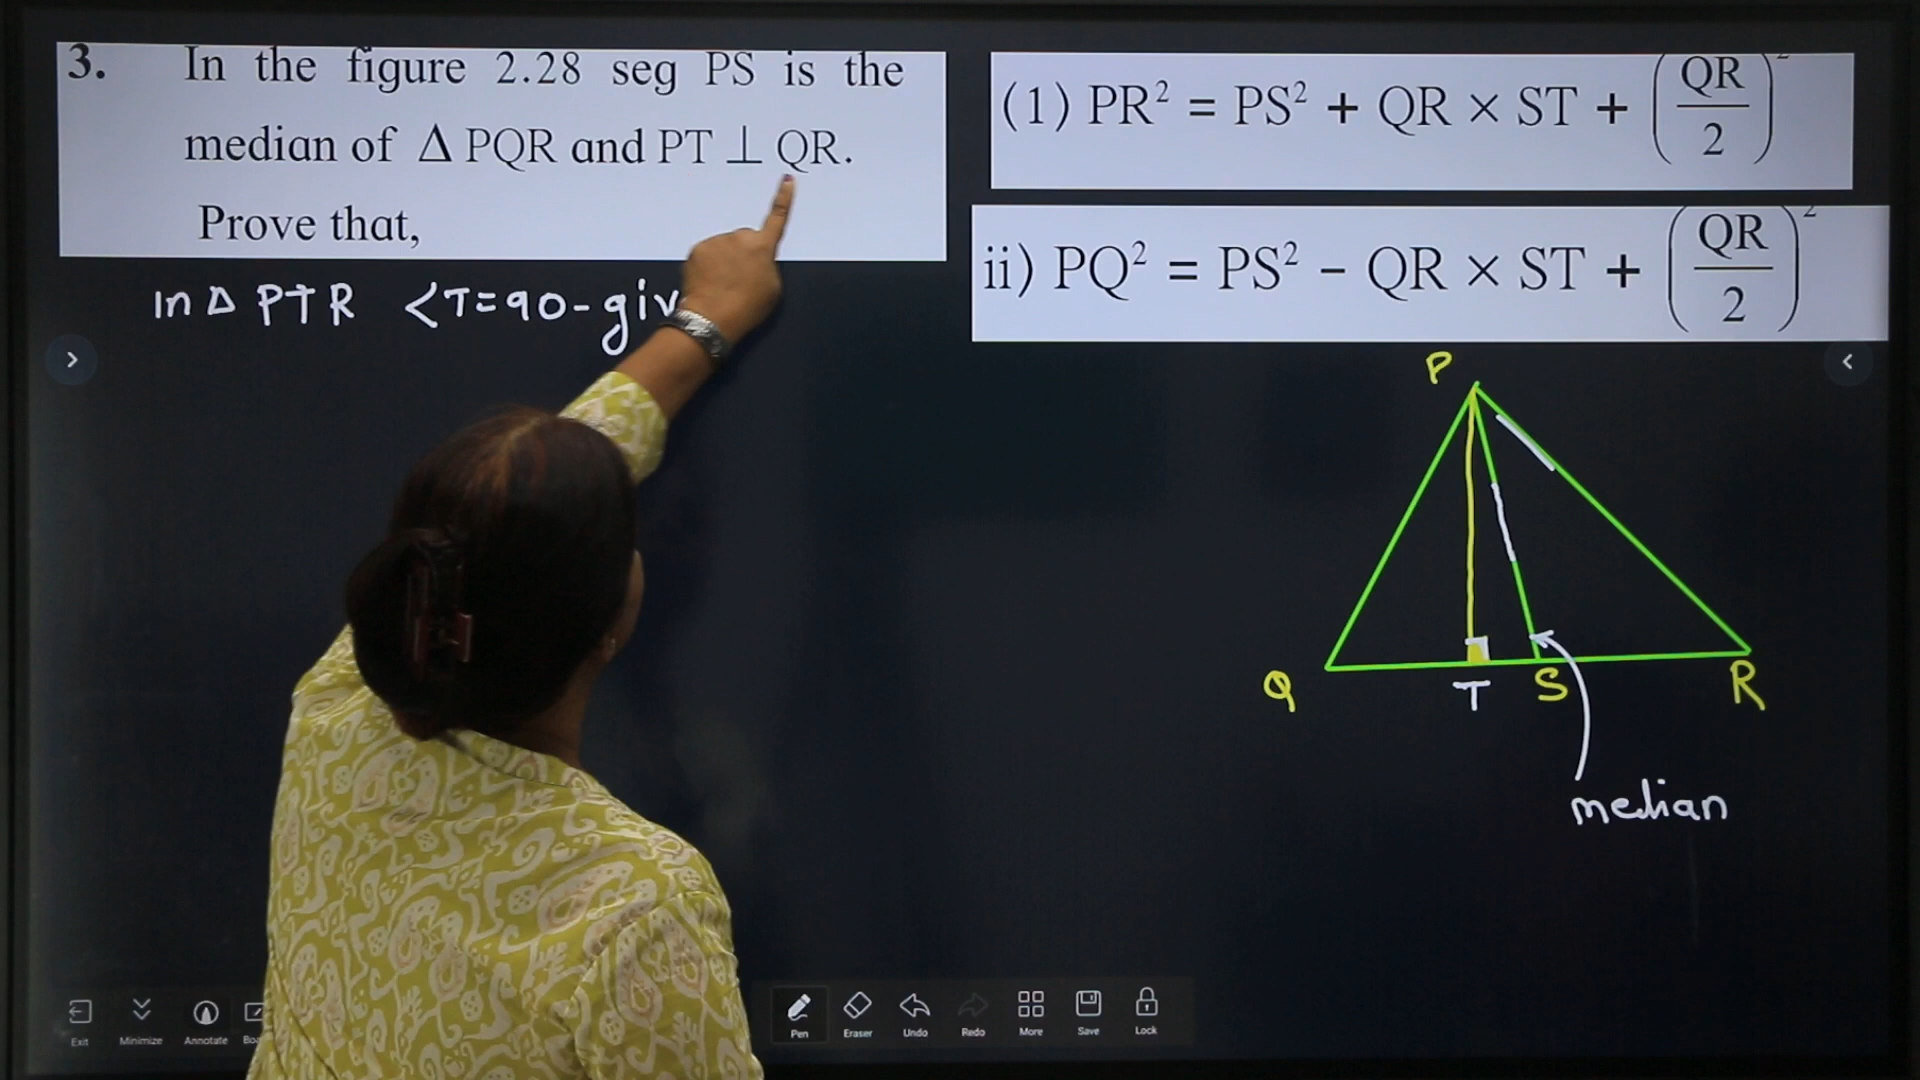 3. In the figure 2.28 seg PS is the
median of Δ PQR and PT ⊥ QR.
Prove that,
(1) PR² = PS² + QR × ST + (QR/2)²
ii) PQ² = PS² - QR × ST + (QR/2)²
In Δ PTR <T=90-giv
P
Q T S R
median
Exit Minimize Annotate Pen Eraser Undo Redo More Save Lock